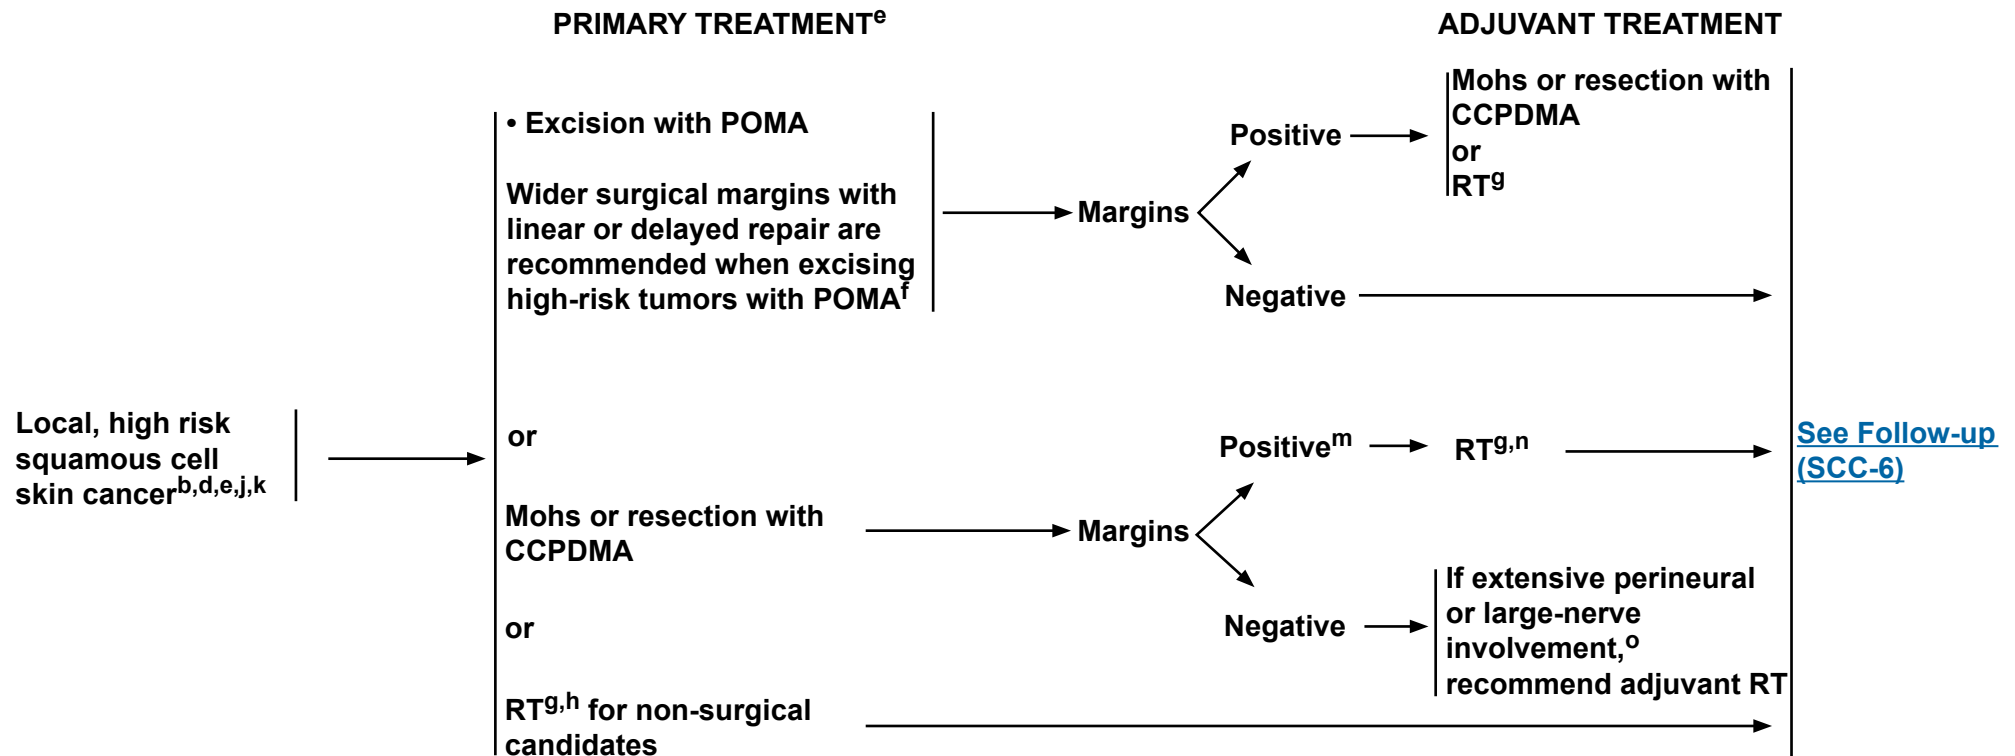 PRIMARY TREATMENTe
ADJUVANT TREATMENT
Local, high risk
squamous cell
skin cancerb,d,e,j,k
• Excision with POMA
Wider surgical margins with
linear or delayed repair are
recommended when excising
high-risk tumors with POMAf
Margins
Positive
Mohs or resection with
CCPDMA
or
RTg
Negative
or
Mohs or resection with
CCPDMA
Margins
Positivem
RTg,n
Negative
If extensive perineural
or large-nerve
involvement,o
recommend adjuvant RT
or
RTg,h for non-surgical
candidates
See Follow-up
(SCC-6)